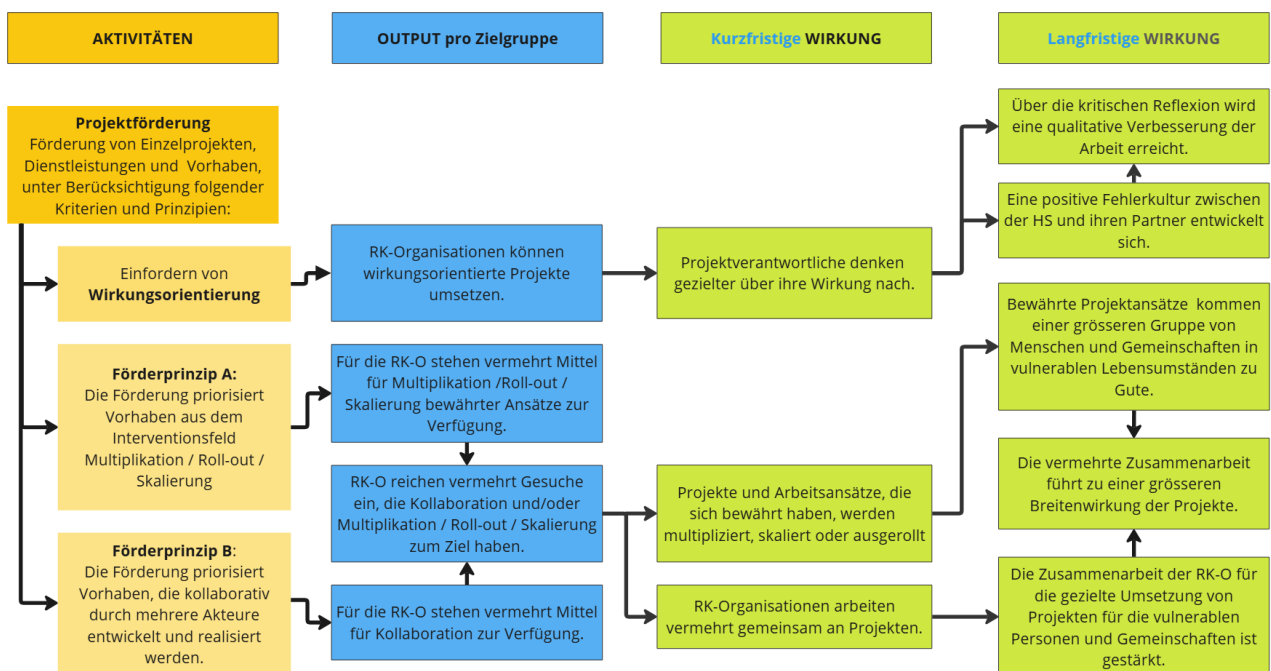 AKTIVITÄTEN
OUTPUT pro Zielgruppe
Kurzfristige WIRKUNG
Langfristige WIRKUNG
Projektförderung
Förderung von Einzelprojekten,
Dienstleistungen und Vorhaben,
unter Berücksichtigung folgender
Kriterien und Prinzipien:
Einfordern von
Wirkungsorientierung
Förderprinzip A:
Die Förderung priorisiert
Vorhaben aus dem
Interventionsfeld
Multiplikation / Roll-out /
Skalierung
Förderprinzip B:
Die Förderung priorisiert
Vorhaben, die kollaborativ
durch mehrere Akteure
entwickelt und realisiert
werden.
RK-Organisationen können
wirkungsorientierte Projekte
umsetzen.
Für die RK-O stehen vermehrt Mittel
für Multiplikation /Roll-out /
Skalierung bewährter Ansätze zur
Verfügung.
RK-O reichen vermehrt Gesuche
ein, die Kollaboration und/oder
Multiplikation / Roll-out / Skalierung
zum Ziel haben.
Für die RK-O stehen vermehrt Mittel
für Kollaboration zur Verfügung.
Projektverantwortliche denken
gezielter über ihre Wirkung nach.
Projekte und Arbeitsansätze, die
sich bewährt haben, werden
multipliziert, skaliert oder ausgerollt
RK-Organisationen arbeiten
vermehrt gemeinsam an Projekten.
Über die kritischen Reflexion wird
eine qualitative Verbesserung der
Arbeit erreicht.
Eine positive Fehlerkultur zwischen
der HS und ihren Partner entwickelt
sich.
Bewährte Projektansätze kommen
einer grösseren Gruppe von
Menschen und Gemeinschaften in
vulnerablen Lebensumständen zu
Gute.
Die vermehrte Zusammenarbeit
führt zu einer grösseren
Breitenwirkung der Projekte.
Die Zusammenarbeit der RK-O für
die gezielte Umsetzung von
Projekten für die vulnerablen
Personen und Gemeinschaften ist
gestärkt.